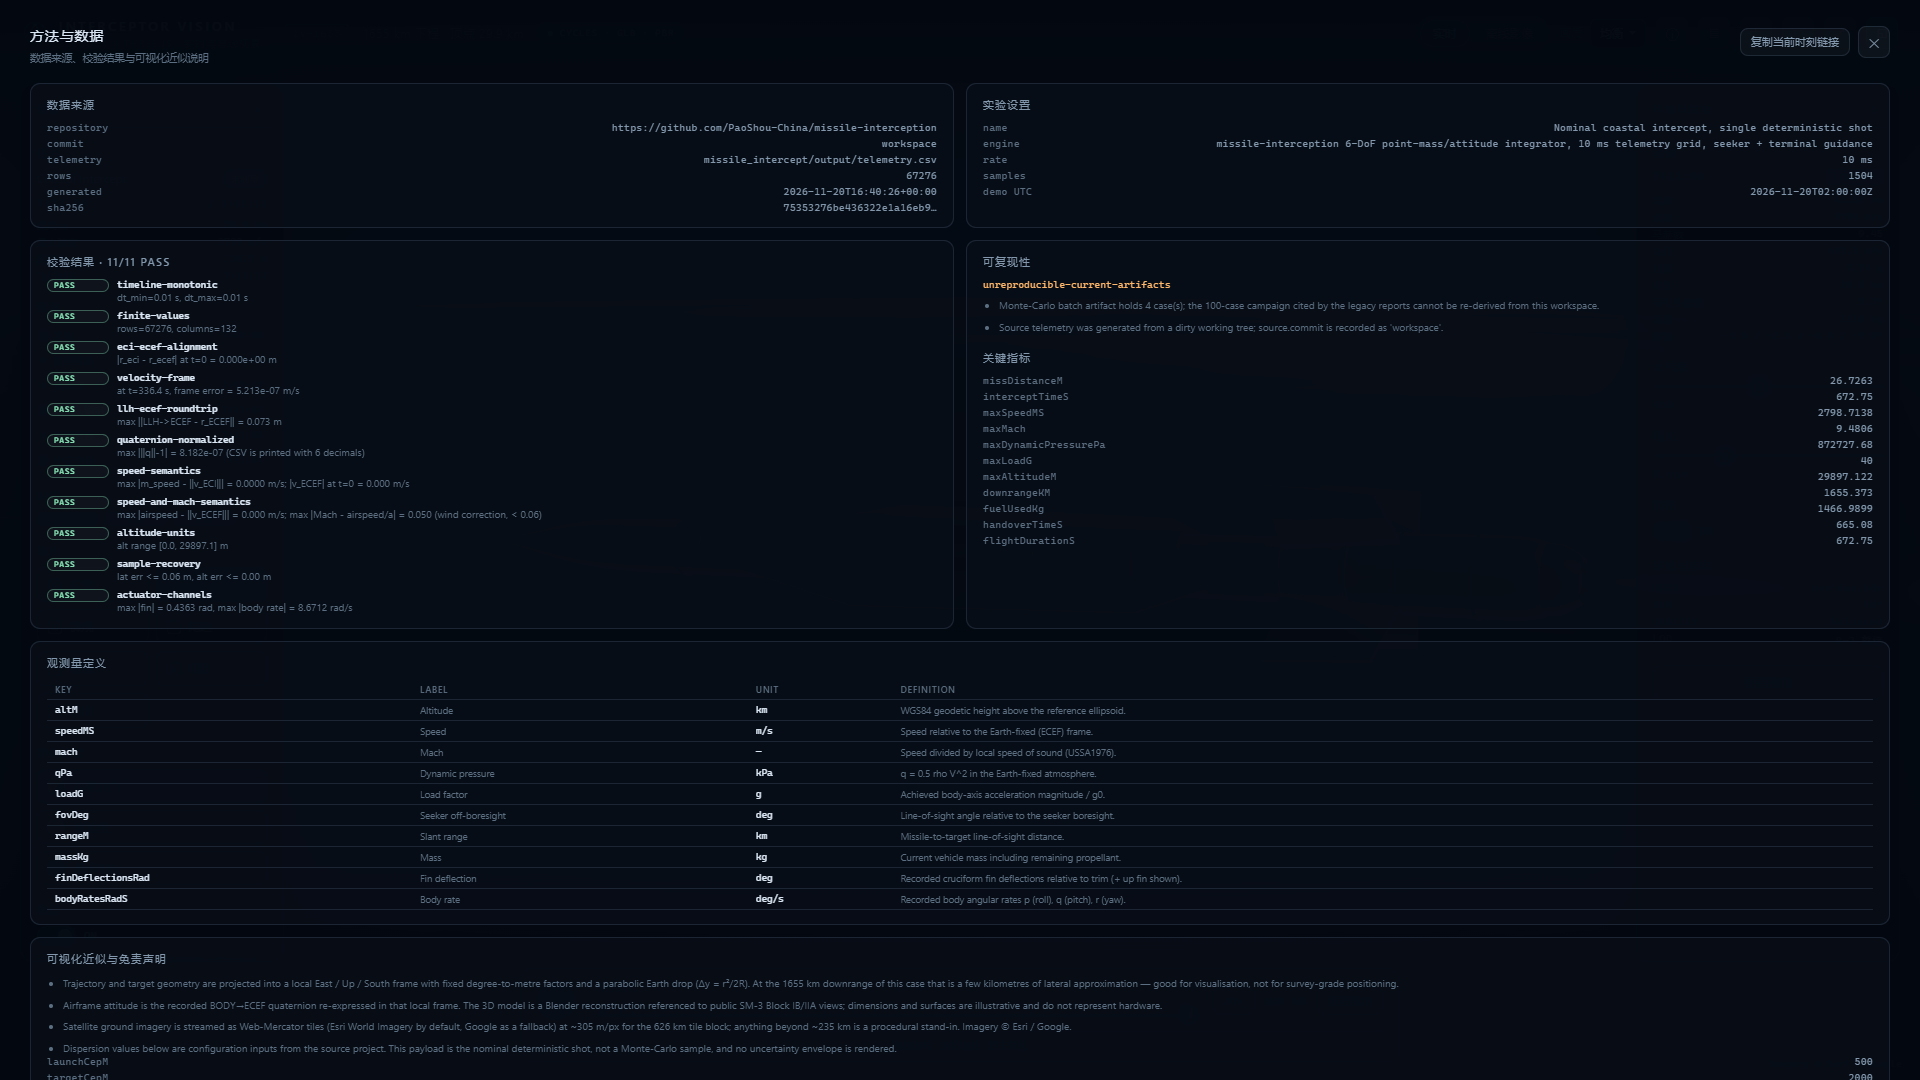 方法与数据
数据来源、校验结果与可视化近似说明
复制当前时刻链接
数据来源
repository https://github.com/PaoShou-China/missile-interception
commit workspace
telemetry missile_intercept/output/telemetry.csv
rows 67276
generated 2026-11-20T16:40:26+00:00
sha256 75353276be436322e1a16eb9…
实验设置
name Nominal coastal intercept, single deterministic shot
engine missile-interception 6-DoF point-mass/attitude integrator, 10 ms telemetry grid, seeker + terminal guidance
rate 10 ms
samples 1504
demo UTC 2026-11-20T02:00:00Z
校验结果 · 11/11 PASS
PASS timeline-monotonic
dt_min=0.01 s, dt_max=0.01 s
PASS finite-values
rows=67276, columns=132
PASS eci-ecef-alignment
|r_eci - r_ecef| at t=0 = 0.000e+00 m
PASS velocity-frame
at t=336.4 s, frame error = 5.213e-07 m/s
PASS llh-ecef-roundtrip
max ||LLH->ECEF - r_ECEF|| = 0.073 m
PASS quaternion-normalized
max |||q||-1| = 8.182e-07 (CSV is printed with 6 decimals)
PASS speed-semantics
max |m_speed - ||v_ECI||| = 0.0000 m/s; |v_ECEF| at t=0 = 0.000 m/s
PASS speed-and-mach-semantics
max |airspeed - ||v_ECEF||| = 0.000 m/s; max |Mach - airspeed/a| = 0.050 (wind correction, < 0.06)
PASS altitude-units
alt range [0.0, 29897.1] m
PASS sample-recovery
lat err <= 0.06 m, alt err <= 0.00 m
PASS actuator-channels
max |fin| = 0.4363 rad, max |body rate| = 8.6712 rad/s
可复现性
unreproducible-current-artifacts
• Monte-Carlo batch artifact holds 4 case(s); the 100-case campaign cited by the legacy reports cannot be re-derived from this workspace.
• Source telemetry was generated from a dirty working tree; source.commit is recorded as 'workspace'.
关键指标
missDistanceM 26.7263
interceptTimeS 672.75
maxSpeedMS 2798.7138
maxMach 9.4806
maxDynamicPressurePa 872727.68
maxLoadG 40
maxAltitudeM 29897.122
downrangeKM 1655.373
fuelUsedKg 1466.9899
handoverTimeS 665.08
flightDurationS 672.75
观测量定义
KEY LABEL UNIT DEFINITION
altM Altitude km WGS84 geodetic height above the reference ellipsoid.
speedMS Speed m/s Speed relative to the Earth-fixed (ECEF) frame.
mach Mach — Speed divided by local speed of sound (USSA1976).
qPa Dynamic pressure kPa q = 0.5 rho V^2 in the Earth-fixed atmosphere.
loadG Load factor g Achieved body-axis acceleration magnitude / g0.
fovDeg Seeker off-boresight deg Line-of-sight angle relative to the seeker boresight.
rangeM Slant range km Missile-to-target line-of-sight distance.
massKg Mass kg Current vehicle mass including remaining propellant.
finDeflectionsRad Fin deflection deg Recorded cruciform fin deflections relative to trim (+ up fin shown).
bodyRatesRadS Body rate deg/s Recorded body angular rates p (roll), q (pitch), r (yaw).
可视化近似与免责声明
• Trajectory and target geometry are projected into a local East / Up / South frame with fixed degree-to-metre factors and a parabolic Earth drop (Δy = r²/2R). At the 1655 km downrange of this case that is a few kilometres of lateral approximation — good for visualisation, not for survey-grade positioning.
• Airframe attitude is the recorded BODY→ECEF quaternion re-expressed in that local frame. The 3D model is a Blender reconstruction referenced to public SM-3 Block IB/IIA views; dimensions and surfaces are illustrative and do not represent hardware.
• Satellite ground imagery is streamed as Web-Mercator tiles (Esri World Imagery by default, Google as a fallback) at ~305 m/px for the 626 km tile block; anything beyond ~235 km is a procedural stand-in. Imagery © Esri / Google.
• Dispersion values below are configuration inputs from the source project. This payload is the nominal deterministic shot, not a Monte-Carlo sample, and no uncertainty envelope is rendered.
launchCepM 500
targetCepM 2000